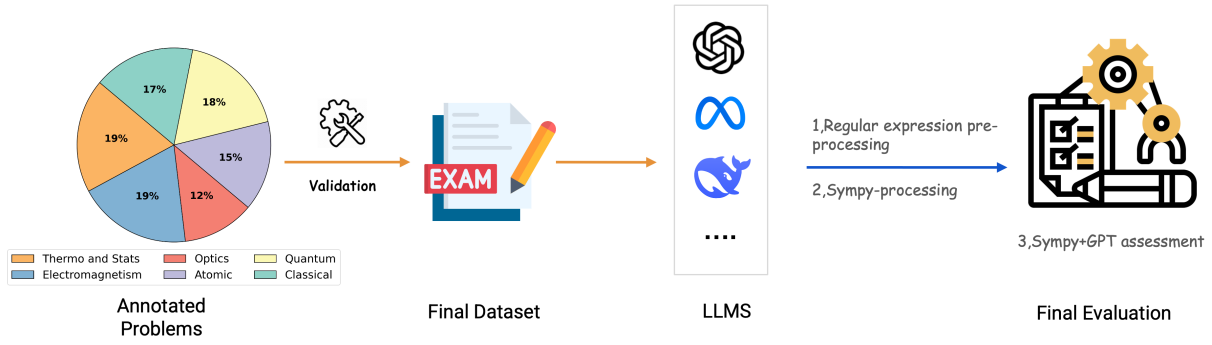 17%
18%
19%
15%
19%
12%
Thermo and Stats
Optics
Quantum
Electromagnetism
Atomic
Classical
Annotated
Problems
Validation
EXAM
Final Dataset
....
LLMS
1,Regular expression pre-
processing
2,Sympy-processing
3,Sympy+GPT assessment
Final Evaluation